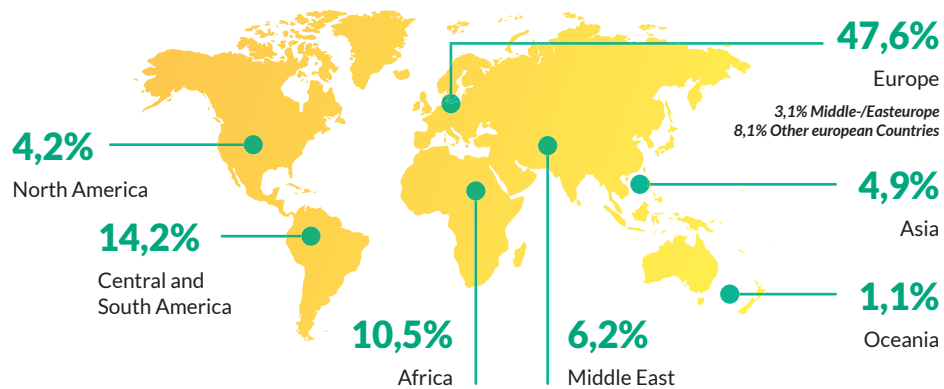 47,6%
Europe
3,1% Middle-/Easteurope
8,1% Other european Countries
4,2%
North America
4,9%
Asia
14,2%
Central and
South America
1,1%
Oceania
10,5%
Africa
6,2%
Middle East